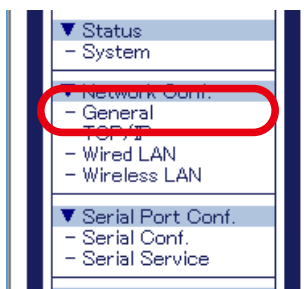 ▼ Status
- System
▼ Network Conf.
- General
- TCP/IP
- Wired LAN
- Wireless LAN
▼ Serial Port Conf.
- Serial Conf.
- Serial Service